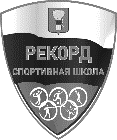 РЕКОРД
СПОРТИВНАЯ ШКОЛА